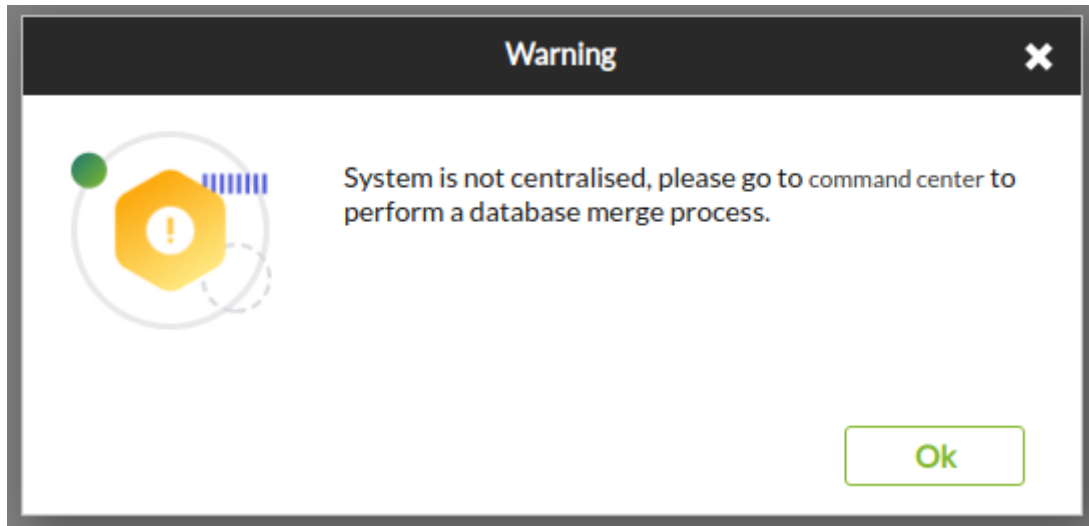 Warning
System is not centralised, please go to command center to
perform a database merge process.
Ok